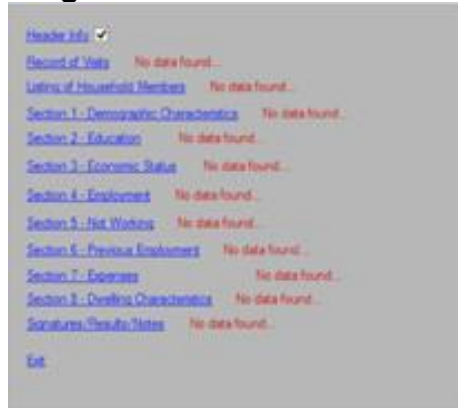 Header Info
Record of Visits No data found...
Listing of Household Members No data found...
Section 1 - Demographic Characteristics No data found...
Section 2 - Education No data found...
Section 3 - Economic Status No data found...
Section 4 - Employment No data found...
Section 5 - Not Working No data found...
Section 6 - Previous Employment No data found...
Section 7 - Expenses No data found...
Section 8 - Dwelling Characteristics No data found...
Signatures/Results/Notes No data found...
Exit